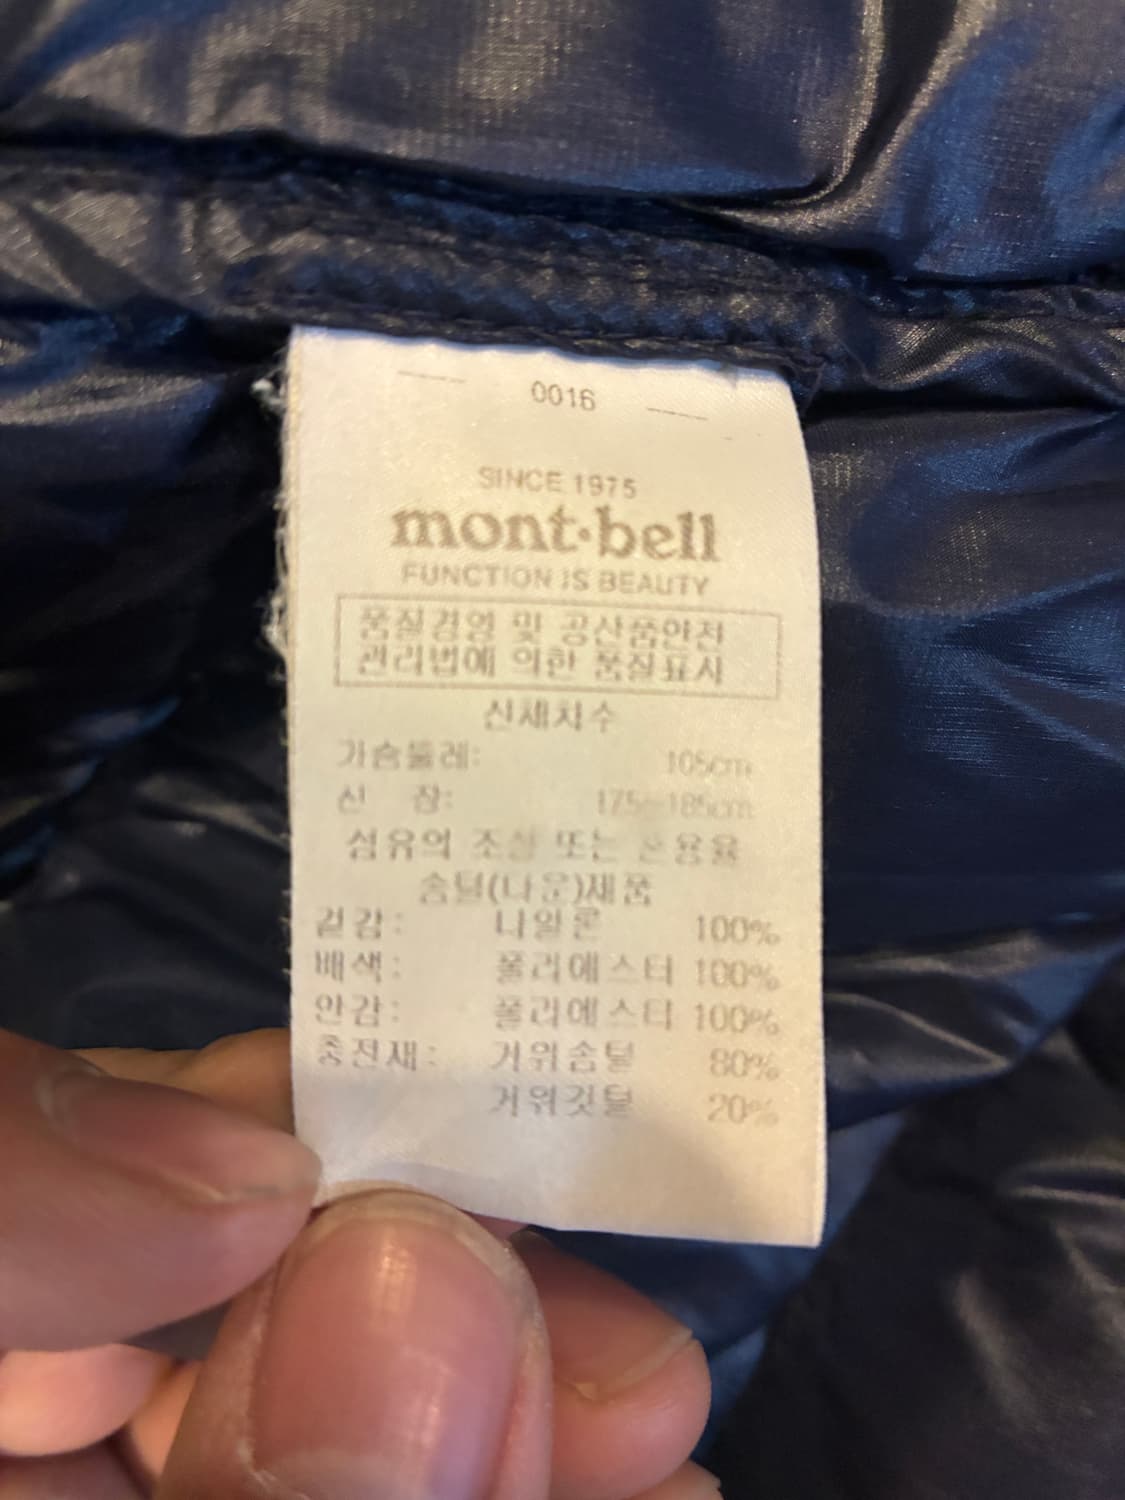 0016
SINCE 1975
mont·bell
FUNCTION IS BEAUTY
품질경영 및 공산품안전
관리법에 의한 품질표시
신체치수
가슴둘레: 105cm
신 장: 175~185cm
섬유의 조성 또는 혼용율
솜털(다운)제품
겉감: 나일론 100%
배색: 폴리에스터 100%
안감: 폴리에스터 100%
충전재: 거위솜털 80%
거위깃털 20%